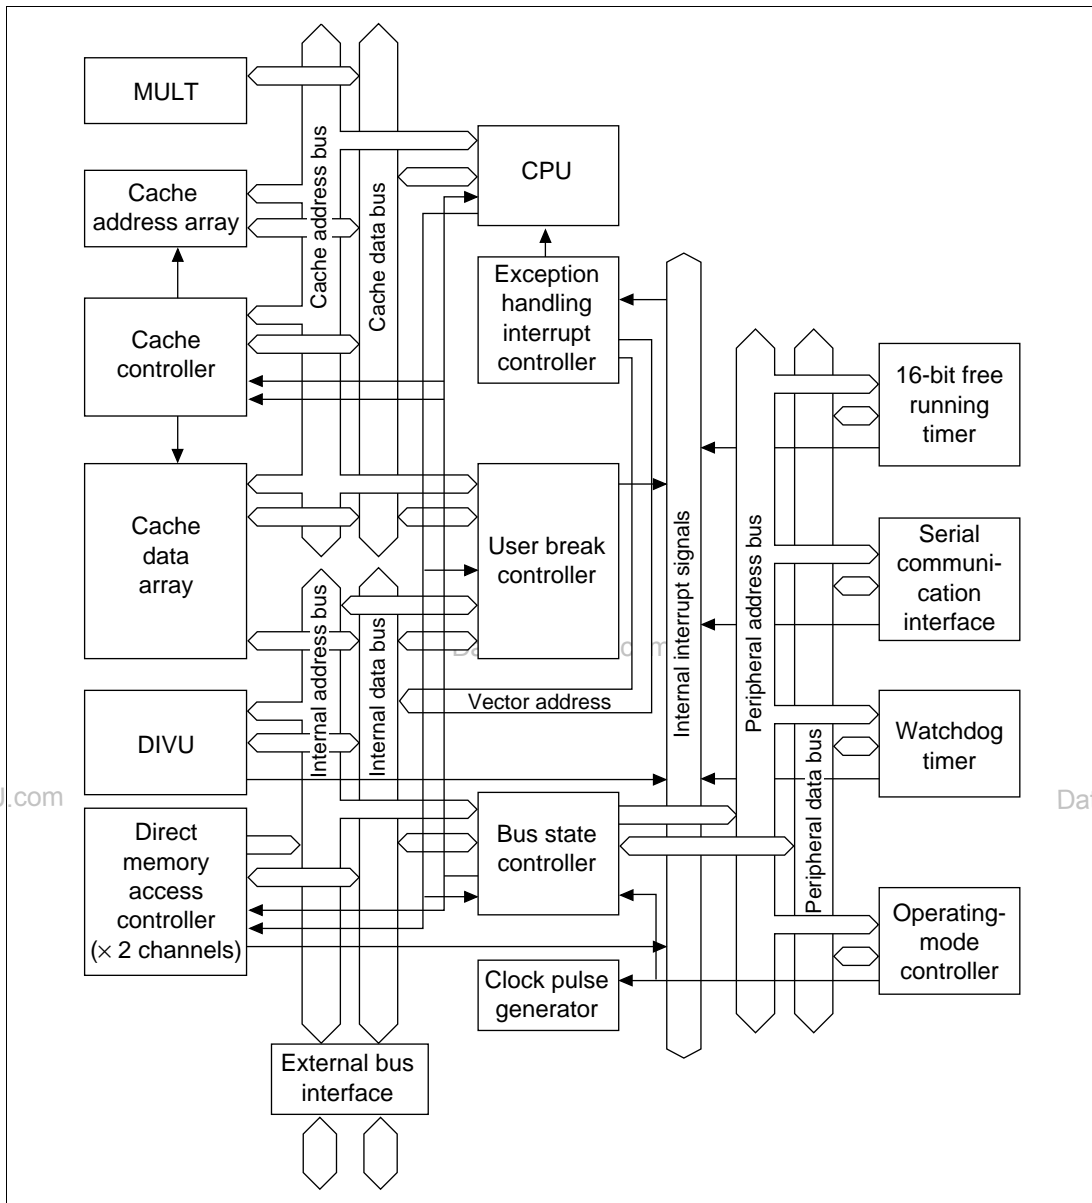 MULT
Cache
address array
Cache
controller
Cache
data
array
DIVU
Direct
memory
access
controller
(× 2 channels)
Cache address bus
Cache data bus
Internal address bus
Internal data bus
External bus
interface
CPU
Exception
handling
interrupt
controller
User break
controller
Vector address
Bus state
controller
Clock pulse
generator
Internal interrupt signals
Peripheral address bus
Peripheral data bus
16-bit free
running
timer
Serial
communi-
cation
interface
Watchdog
timer
Operating-
mode
controller
.com